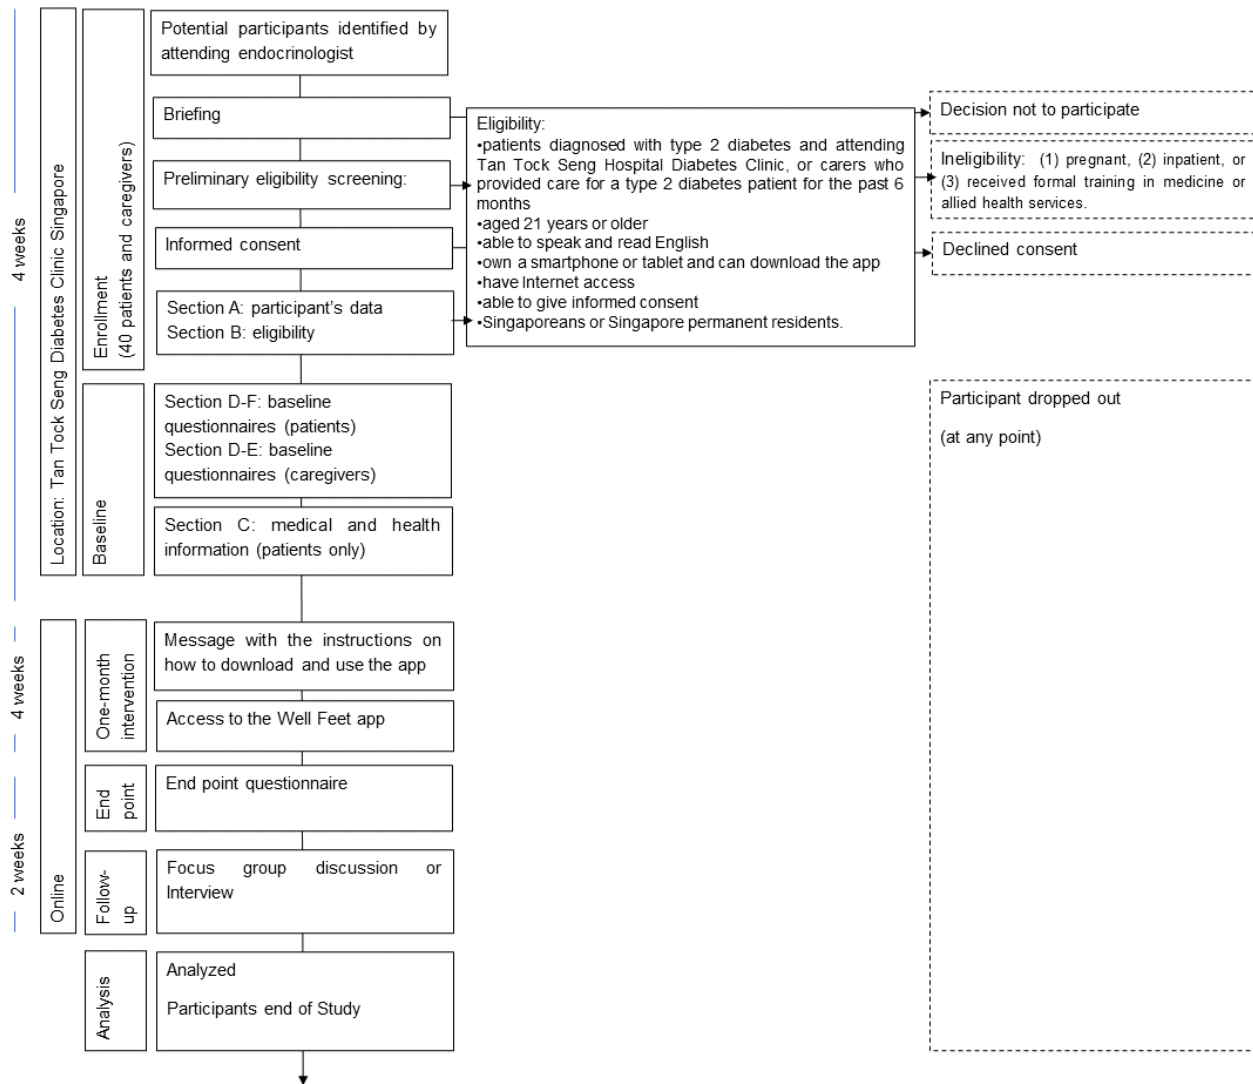 Potential participants identified by
attending endocrinologist
Briefing
Preliminary eligibility screening:
Informed consent
Section A: participant's data
Section B: eligibility
Eligibility:
•patients diagnosed with type 2 diabetes and attending
Tan Tock Seng Hospital Diabetes Clinic, or carers who
provided care for a type 2 diabetes patient for the past 6
months
•aged 21 years or older
•able to speak and read English
•own a smartphone or tablet and can download the app
•have Internet access
•able to give informed consent
•Singaporeans or Singapore permanent residents.
Decision not to participate
Ineligibility: (1) pregnant, (2) inpatient, or
(3) received formal training in medicine or
allied health services.
Declined consent
4 weeks
Location: Tan Tock Seng Diabetes Clinic Singapore
Enrollment
(40 patients and caregivers)
Baseline
Section D-F: baseline
questionnaires (patients)
Section D-E: baseline
questionnaires (caregivers)
Section C: medical and health
information (patients only)
Participant dropped out
(at any point)
4 weeks
2 weeks
Online
One-month
intervention
Message with the instructions on
how to download and use the app
Access to the Well Feet app
End
point
End point questionnaire
Follow-
up
Focus group discussion or
Interview
Analysis
Analyzed
Participants end of Study